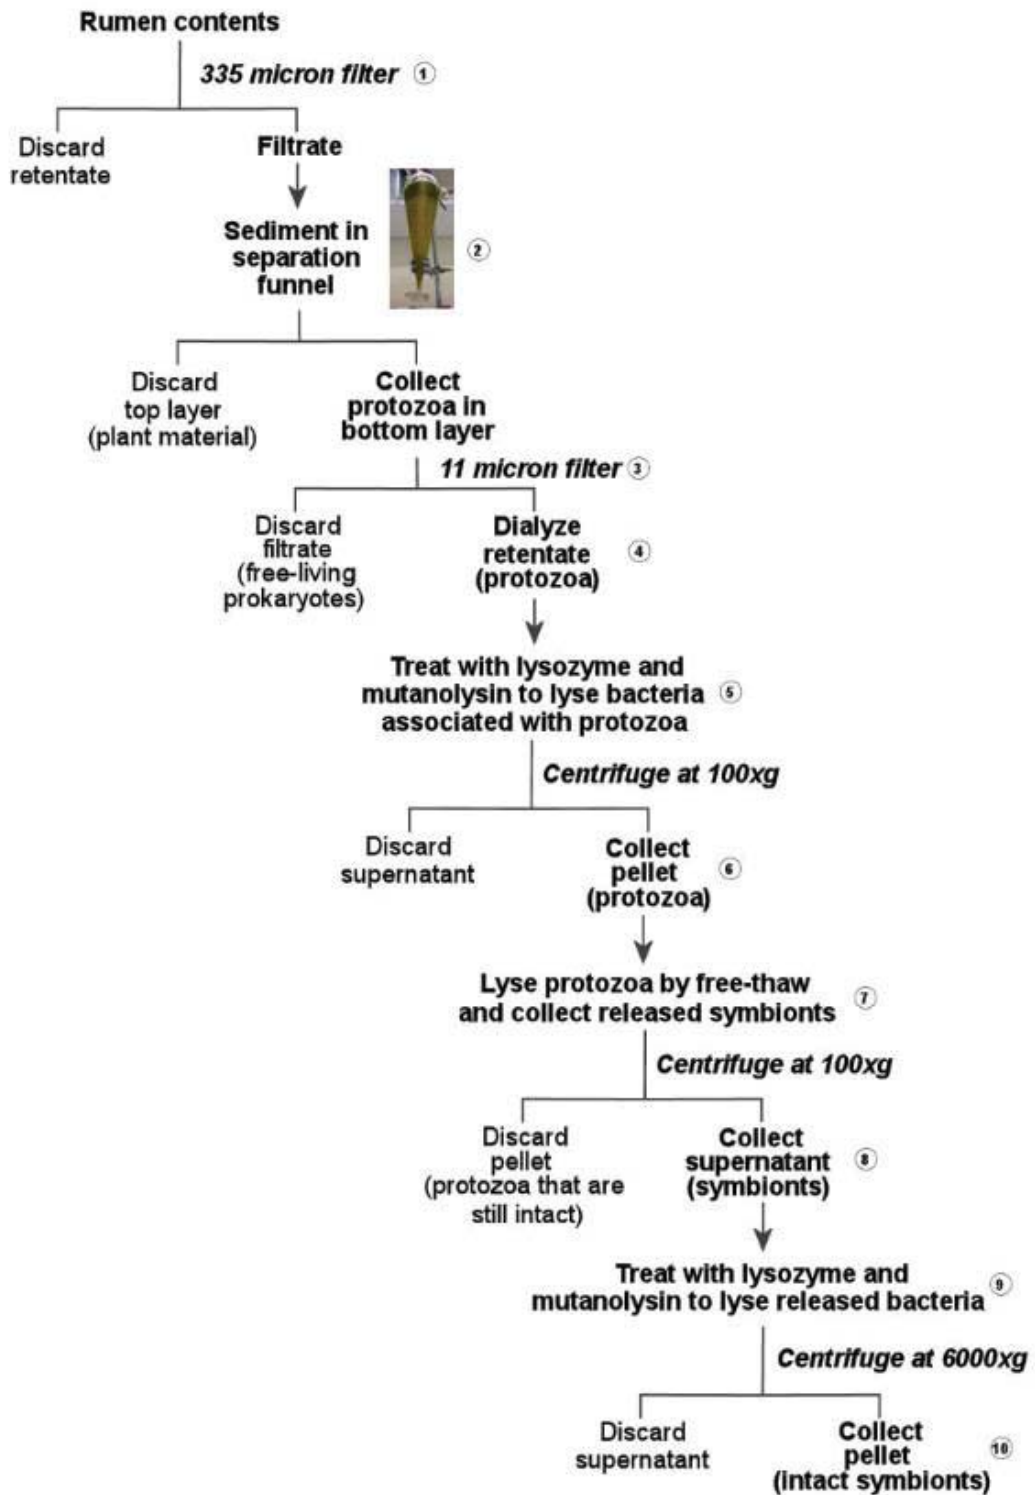 Rumen contents
335 micron filter ①
Discard
retentate
Filtrate
Sediment in
separation
funnel
②
Discard
top layer
(plant material)
Collect
protozoa in
bottom layer
11 micron filter ③
Discard
filtrate
(free-living
prokaryotes)
Dialyze
retentate
(protozoa)
④
Treat with lysozyme and
mutanolysin to lyse bacteria
associated with protozoa
⑤
Centrifuge at 100xg
Discard
supernatant
Collect
pellet
(protozoa)
⑥
Lyse protozoa by free-thaw
and collect released symbionts
⑦
Centrifuge at 100xg
Discard
pellet
(protozoa that are
still intact)
Collect
supernatant
(symbionts)
⑧
Treat with lysozyme and
mutanolysin to lyse released bacteria
⑨
Centrifuge at 6000xg
Discard
supernatant
Collect
pellet
(intact symbionts)
⑩